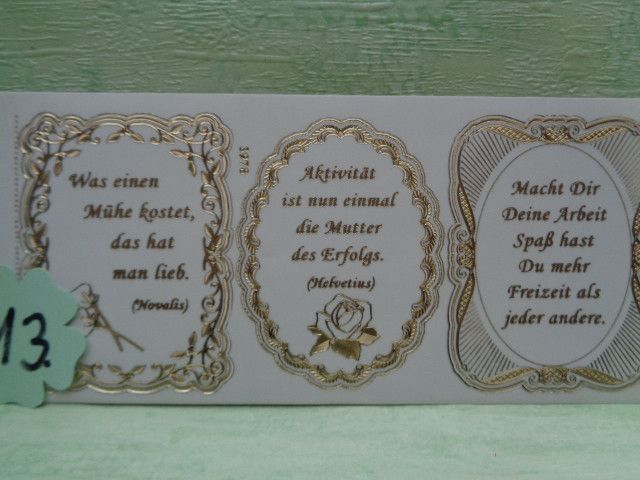 Was einen
Mühe kostet,
das hat
man lieb.
(Novalis)
1978
Aktivität
ist nun einmal
die Mutter
des Erfolgs.
(Helvetius)
Macht Dir
Deine Arbeit
Spaß hast
Du mehr
Freizeit als
jeder andere.
13.